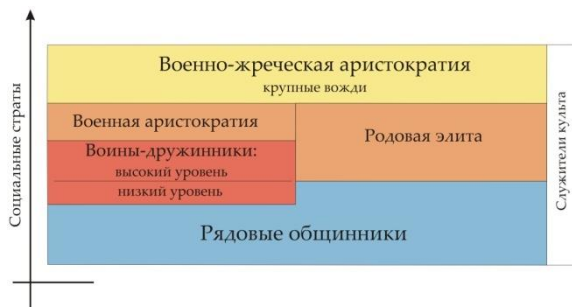 Социальные страты
Военно-жреческая аристократия
крупные вожди
Военная аристократия
Воины-дружинники:
высокий уровень
низкий уровень
Родовая элита
Рядовые общинники
Служители культа